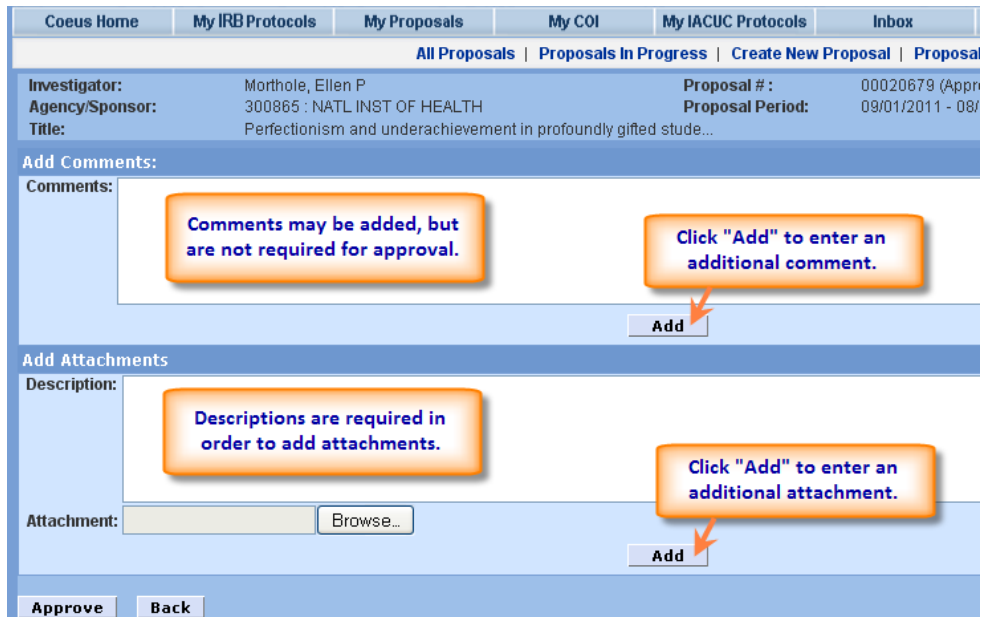 Coeus Home My IRB Protocols My Proposals My COI My IACUC Protocols Inbox
All Proposals | Proposals In Progress | Create New Proposal | Proposal
Investigator: Morthole, Ellen P Proposal # : 00020679 (Appr
Agency/Sponsor: 300865 : NATL INST OF HEALTH Proposal Period: 09/01/2011 - 08/
Title: Perfectionism and underachievement in profoundly gifted stude...
Add Comments:
Comments:
Comments may be added, but
are not required for approval.
Click "Add" to enter an
additional comment.
Add
Add Attachments
Description:
Descriptions are required in
order to add attachments.
Click "Add" to enter an
additional attachment.
Attachment: Browse...
Add
Approve Back